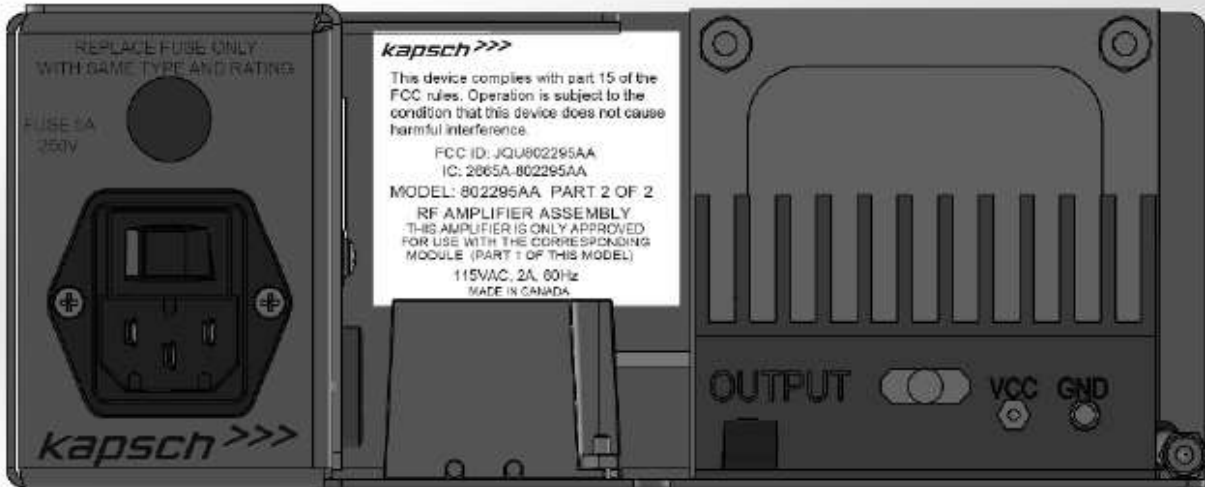 REPLACE FUSE ONLY
WITH SAME TYPE AND RATING
FUSE 5A
250V
kapsch >>>
kapsch >>>
This device complies with part 15 of the
FCC rules. Operation is subject to the
condition that this device does not cause
harmful interference.
FCC ID: JQU802295AA
IC: 2665A-802295AA
MODEL: 802295AA PART 2 OF 2
RF AMPLIFIER ASSEMBLY
THIS AMPLIFIER IS ONLY APPROVED
FOR USE WITH THE CORRESPONDING
MODULE (PART 1 OF THIS MODEL)
115VAC, 2A, 60Hz
MADE IN CANADA
OUTPUT
VCC GND